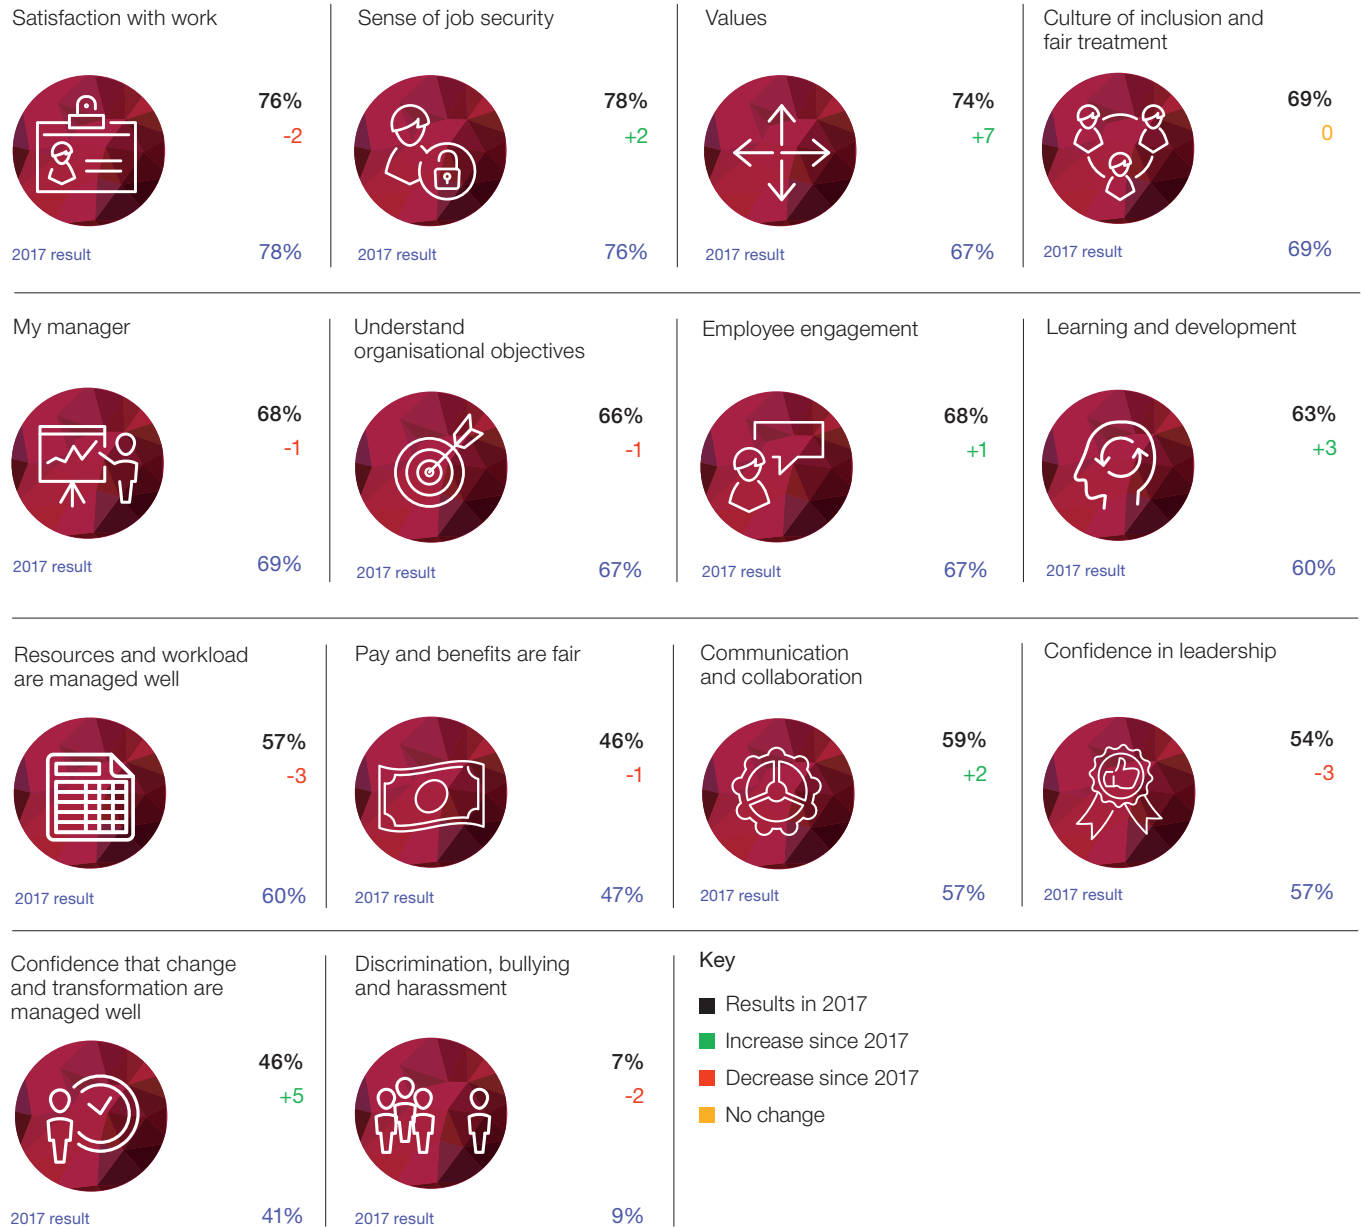 Satisfaction with work
76%
-2
2017 result
78%
Sense of job security
78%
+2
2017 result
76%
Values
74%
+7
2017 result
67%
Culture of inclusion and
fair treatment
69%
0
2017 result
69%
My manager
68%
-1
2017 result
69%
Understand
organisational objectives
66%
-1
2017 result
67%
Employee engagement
68%
+1
2017 result
67%
Learning and development
63%
+3
2017 result
60%
Resources and workload
are managed well
57%
-3
2017 result
60%
Pay and benefits are fair
46%
-1
2017 result
47%
Communication
and collaboration
59%
+2
2017 result
57%
Confidence in leadership
54%
-3
2017 result
57%
Confidence that change
and transformation are
managed well
46%
+5
2017 result
41%
Discrimination, bullying
and harassment
7%
-2
2017 result
9%
Key
Results in 2017
Increase since 2017
Decrease since 2017
No change